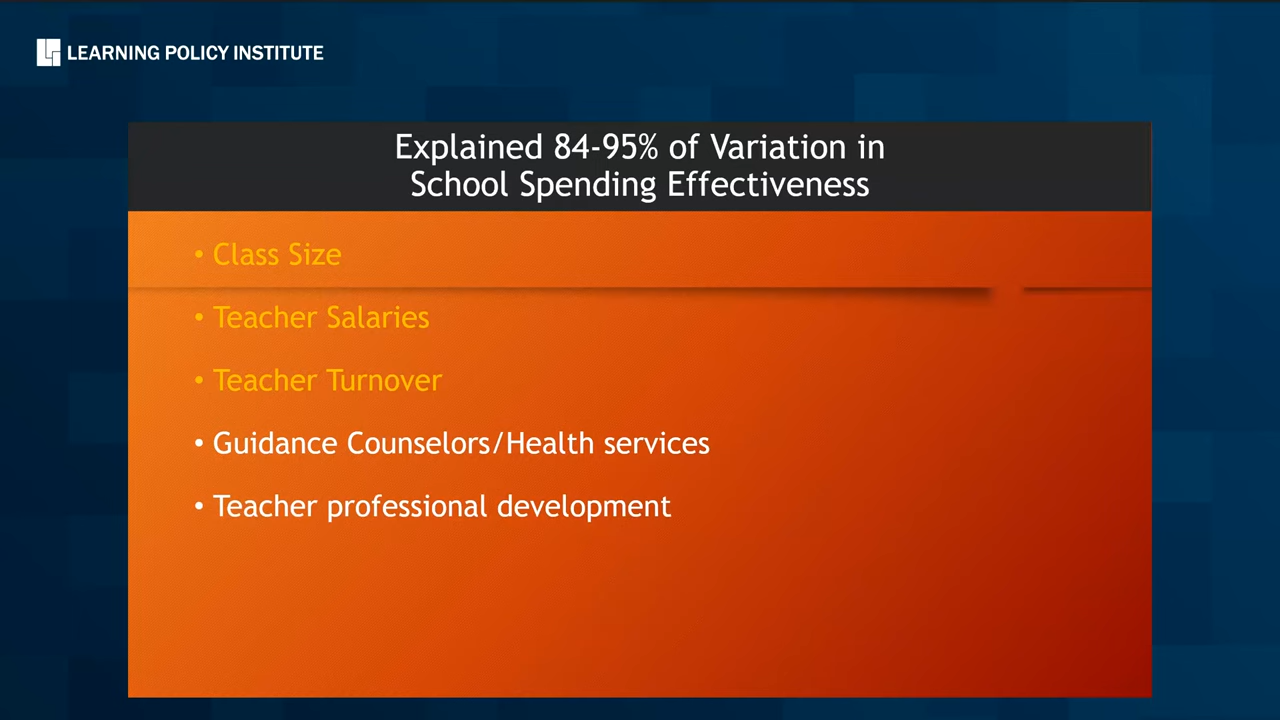 LEARNING POLICY INSTITUTE
Explained 84-95% of Variation in
School Spending Effectiveness
• Class Size
• Teacher Salaries
• Teacher Turnover
• Guidance Counselors/Health services
• Teacher professional development